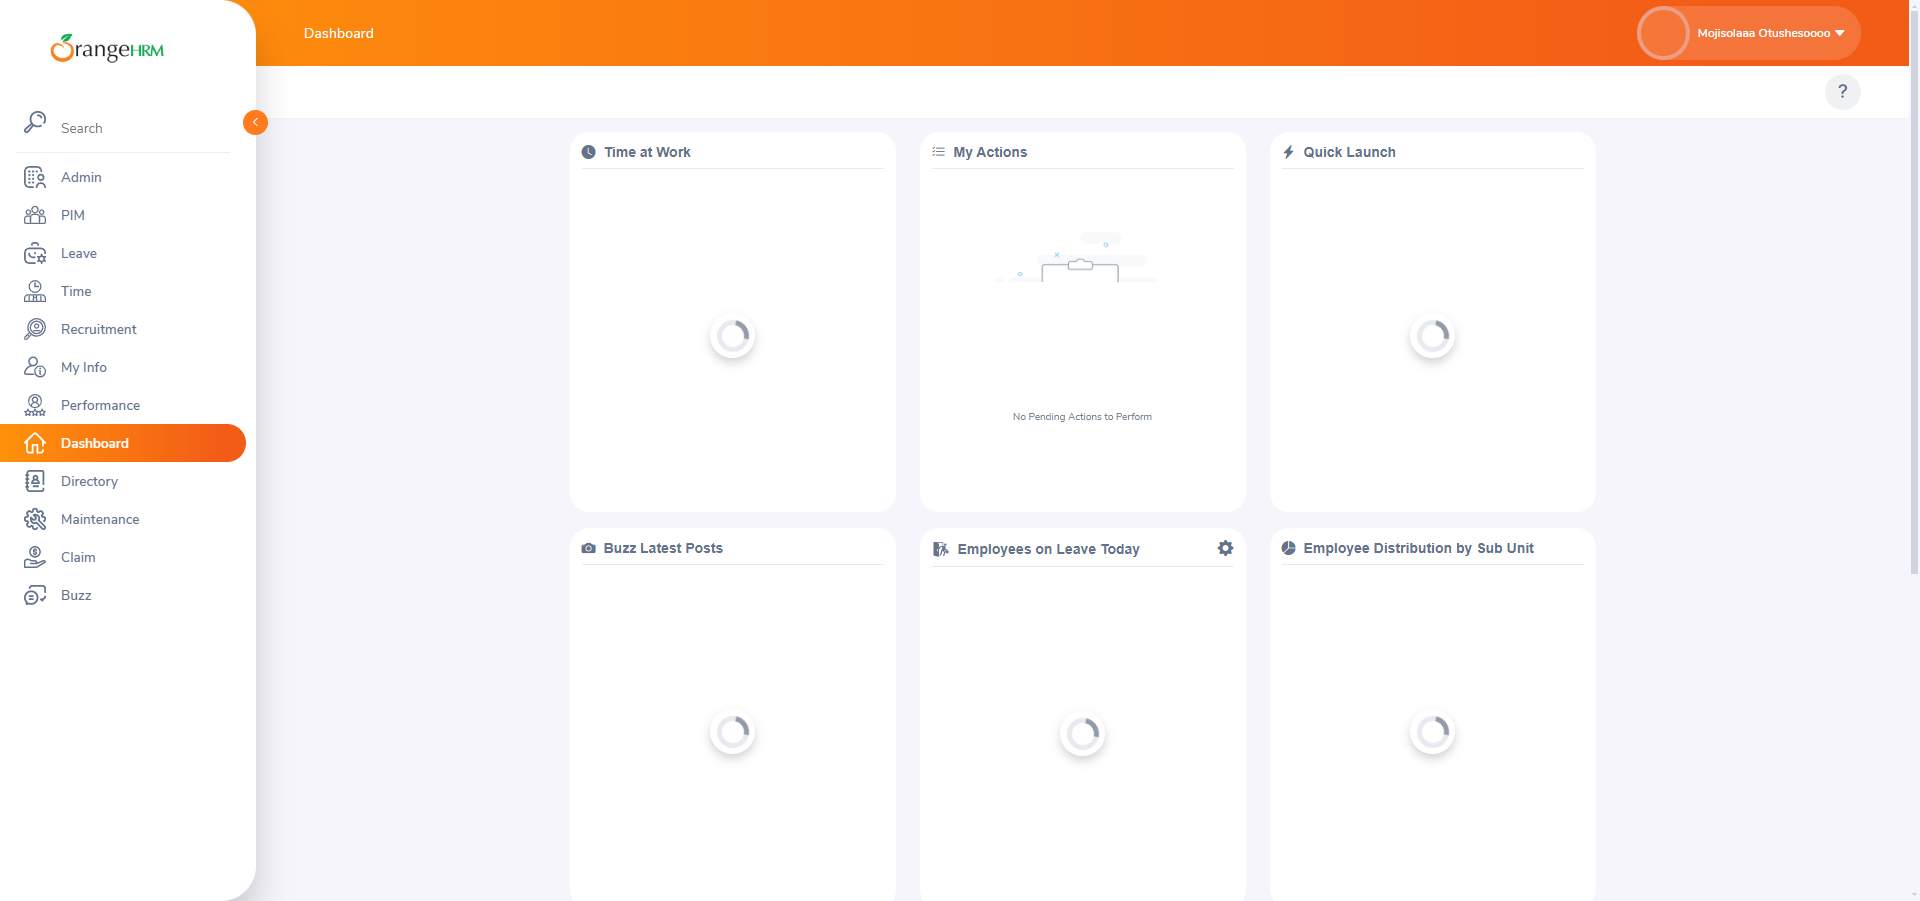 OrangeHRM
Dashboard
Mojisolaaa Otushesoooo
?
Search
Admin
PIM
Leave
Time
Recruitment
My Info
Performance
Dashboard
Directory
Maintenance
Claim
Buzz
Time at Work
My Actions
No Pending Actions to Perform
Quick Launch
Buzz Latest Posts
Employees on Leave Today
Employee Distribution by Sub Unit